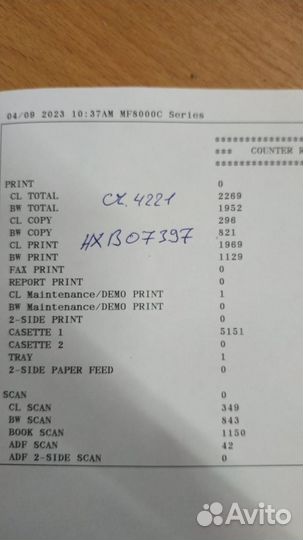 04/09 2023 10:37AM MF8000C Series
*** COUNTER R
PRINT 0
CL TOTAL 2269
BW TOTAL 1952
CL COPY 296
BW COPY 821
CL PRINT 1969
BW PRINT 1129
FAX PRINT 0
REPORT PRINT 0
CL Maintenance/DEMO PRINT 1
BW Maintenance/DEMO PRINT 0
2-SIDE PRINT 0
CASETTE 1 5151
CASETTE 2 0
TRAY 1
2-SIDE PAPER FEED 0
СЧ. 4221
HXB07397
SCAN 0
CL SCAN 349
BW SCAN 843
BOOK SCAN 1150
ADF SCAN 42
ADF 2-SIDE SCAN 0
Avito